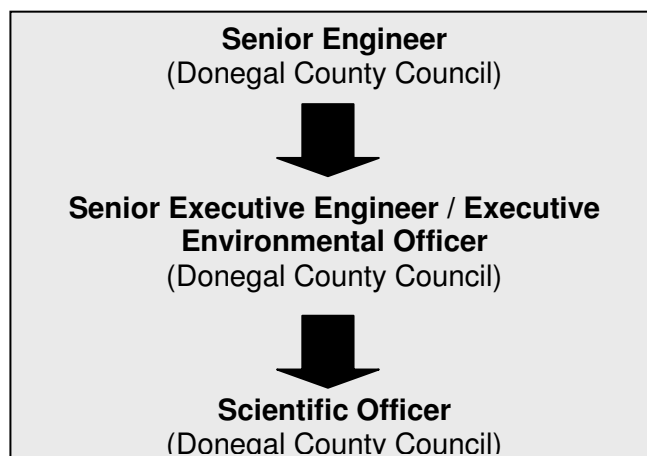 Senior Engineer
(Donegal County Council)
Senior Executive Engineer / Executive
Environmental Officer
(Donegal County Council)
Scientific Officer
(Donegal County Council)